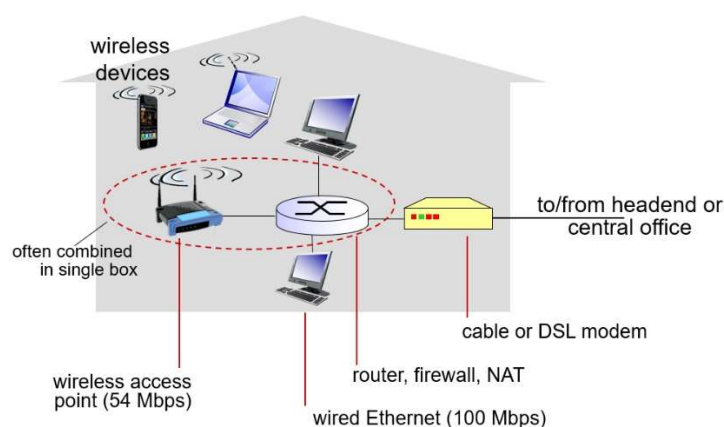 wireless
devices
to/from headend or
central office
often combined
in single box
cable or DSL modem
router, firewall, NAT
wireless access
point (54 Mbps)
wired Ethernet (100 Mbps)